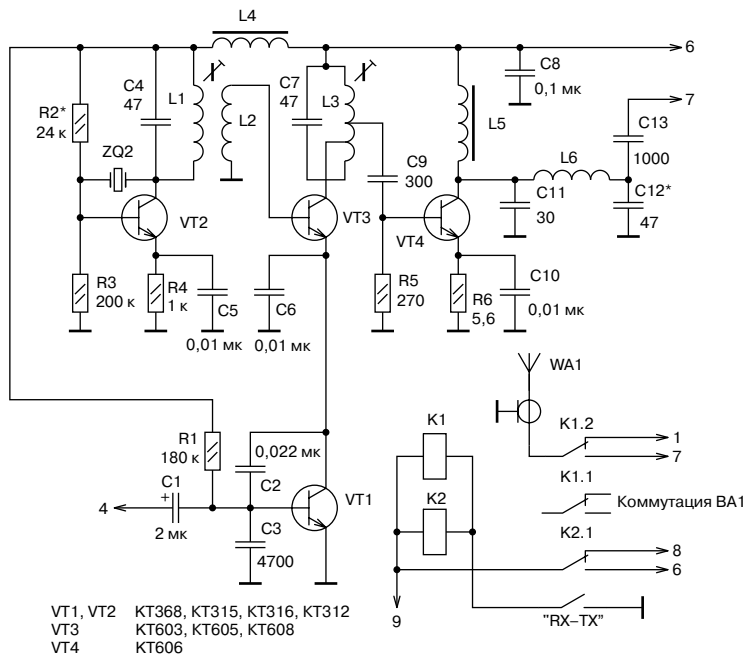 L4
6
C4
47
L1
C7
47
L3
C8
0,1 мк
7
R2*
24 к
L2
L5
C13
1000
ZQ2
C9
300
L6
C11
30
C12*
47
VT2
VT3
VT4
R3
200 к
R4
1 к
C5
0,01 мк
C6
0,01 мк
R5
270
R6
5,6
C10
0,01 мк
WA1
K1
K1.2
1
7
R1
180 к
0,022 мк
C2
K1.1
Коммутация BA1
C1
+
4
2 мк
VT1
K2
C3
4700
K2.1
8
6
9
"RX–TX"
VT1, VT2 КТ368, КТ315, КТ316, КТ312
VT3 КТ603, КТ605, КТ608
VT4 КТ606